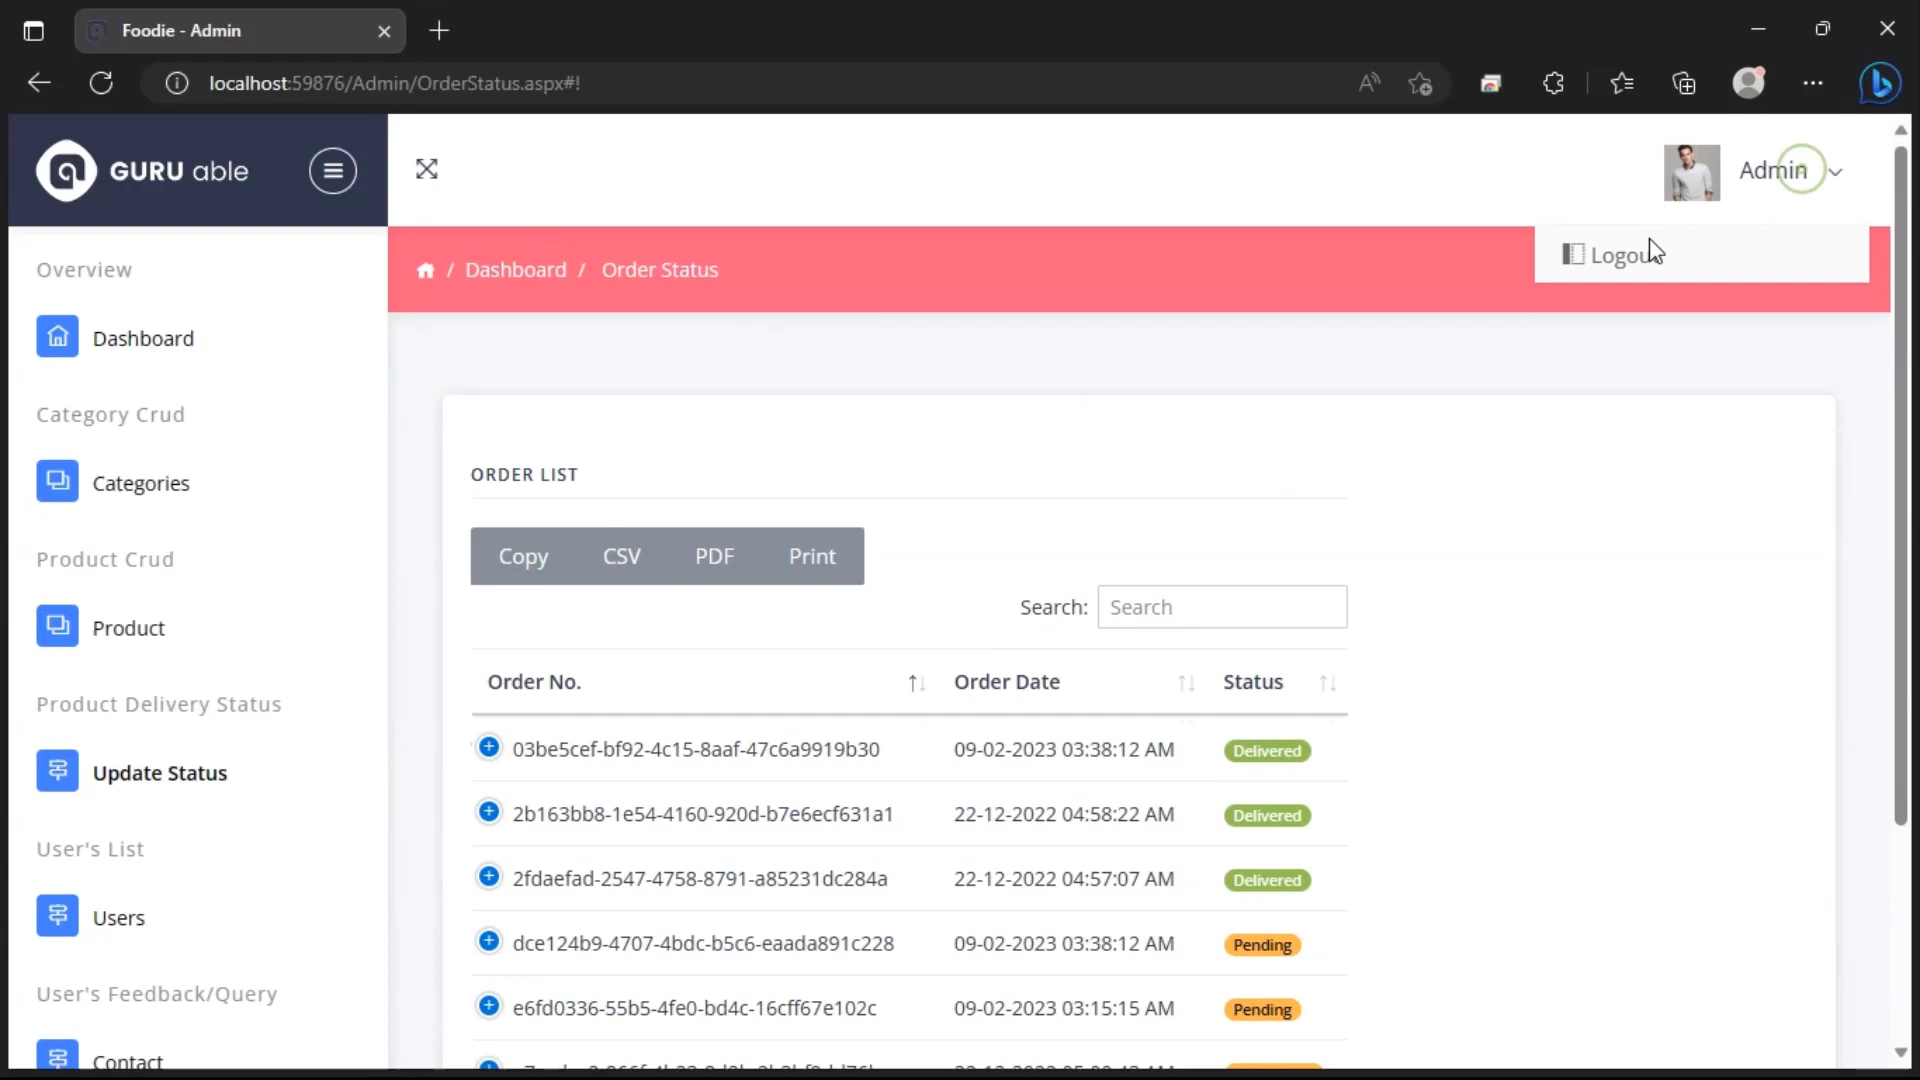 Foodie - Admin
localhost:59876/Admin/OrderStatus.aspx#!
GURU able
Admin
Logou
/ Dashboard / Order Status
Overview
Dashboard
Category Crud
Categories
Product Crud
Product
Product Delivery Status
Update Status
User's List
Users
User's Feedback/Query
Contact
ORDER LIST
Copy CSV PDF Print
Search: Search
Order No. Order Date Status
03be5cef-bf92-4c15-8aaf-47c6a9919b30 09-02-2023 03:38:12 AM Delivered
2b163bb8-1e54-4160-920d-b7e6ecf631a1 22-12-2022 04:58:22 AM Delivered
2fdaefad-2547-4758-8791-a85231dc284a 22-12-2022 04:57:07 AM Delivered
dce124b9-4707-4bdc-b5c6-eaada891c228 09-02-2023 03:38:12 AM Pending
e6fd0336-55b5-4fe0-bd4c-16cff67e102c 09-02-2023 03:15:15 AM Pending